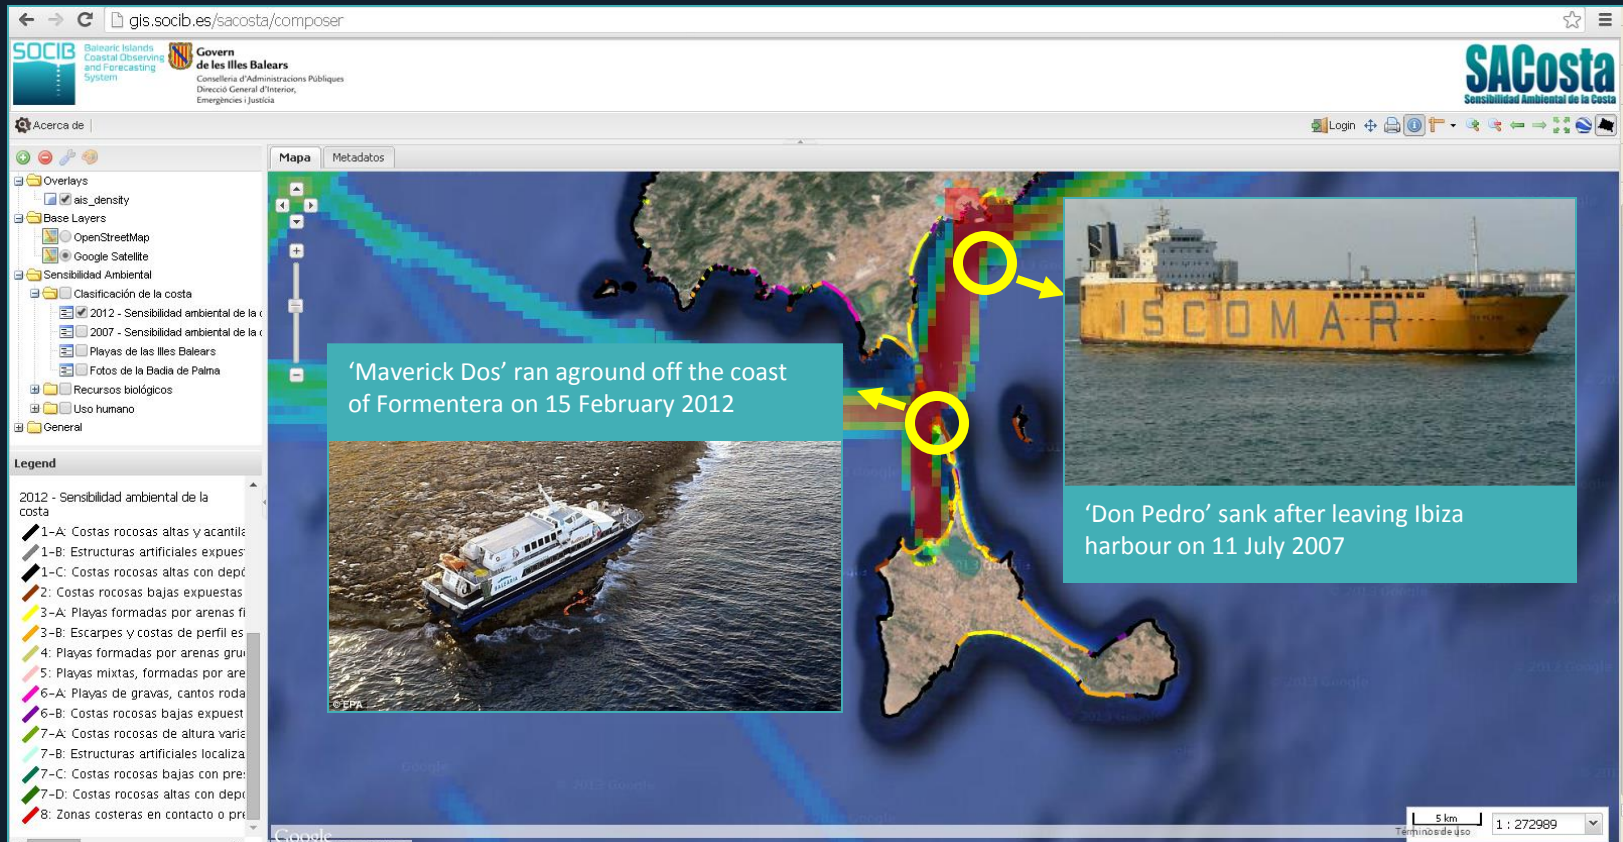 gis.socib.es/sacosta/composer
SOCIB
Balearic Islands
Coastal Observing
and Forecasting
System
Govern
de les Illes Balears
Conselleria d'Administracions Públiques
Direcció General d'Interior,
Emergències i Justícia
SACosta
Sensibilidad Ambiental de la Costa
Acerca de
Login
Mapa
Metadatos
Overlays
ais_density
Base Layers
OpenStreetMap
Google Satellite
Sensibilidad Ambiental
Clasificación de la costa
2012 - Sensibilidad ambiental de la c
2007 - Sensibilidad ambiental de la c
Playas de las Illes Balears
Fotos de la Badia de Palma
Recursos biológicos
Uso humano
General
Legend
2012 - Sensibilidad ambiental de la
costa
1-A: Costas rocosas altas y acantila
1-B: Estructuras artificiales expues
1-C: Costas rocosas altas con depó
2: Costas rocosas bajas expuestas
3-A: Playas formadas por arenas fi
3-B: Escarpes y costas de perfil es
4: Playas formadas por arenas gru
5: Playas mixtas, formadas por are
6-A: Playas de gravas, cantos roda
6-B: Costas rocosas bajas expuest
7-A: Costas rocosas de altura varia
7-B: Estructuras artificiales localiza
7-C: Costas rocosas bajas con pre
7-D: Costas rocosas altas con depo
8: Zonas costeras en contacto o pre
‘Maverick Dos’ ran aground off the coast
of Formentera on 15 February 2012
BALEARIA
© EPA
ISCOMAR
‘Don Pedro’ sank after leaving Ibiza
harbour on 11 July 2007
© 2013 Google
Google
5 km
Términos de uso
1 : 272989